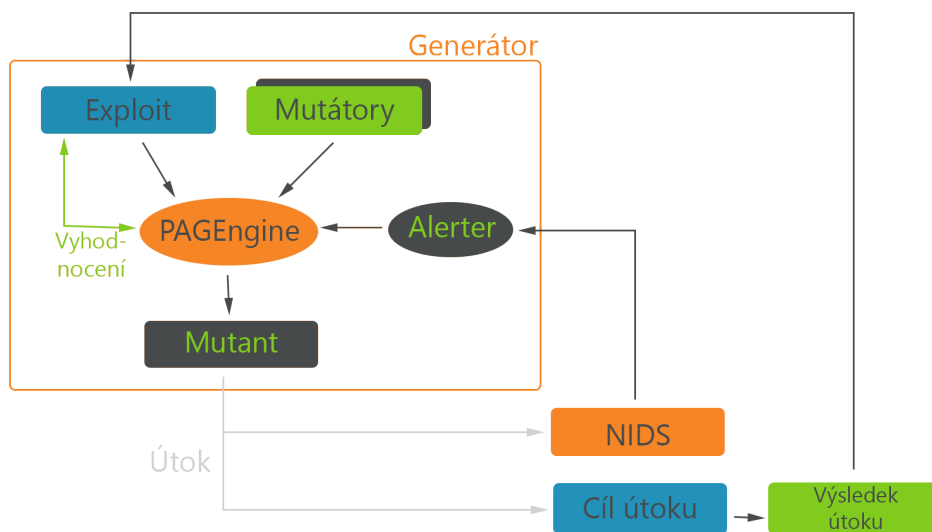 Generátor
Exploit
Mutátory
PAGEngine
Alerter
Vyhod-
nocení
Mutant
NIDS
Útok
Cíl útoku
Výsledek
útoku